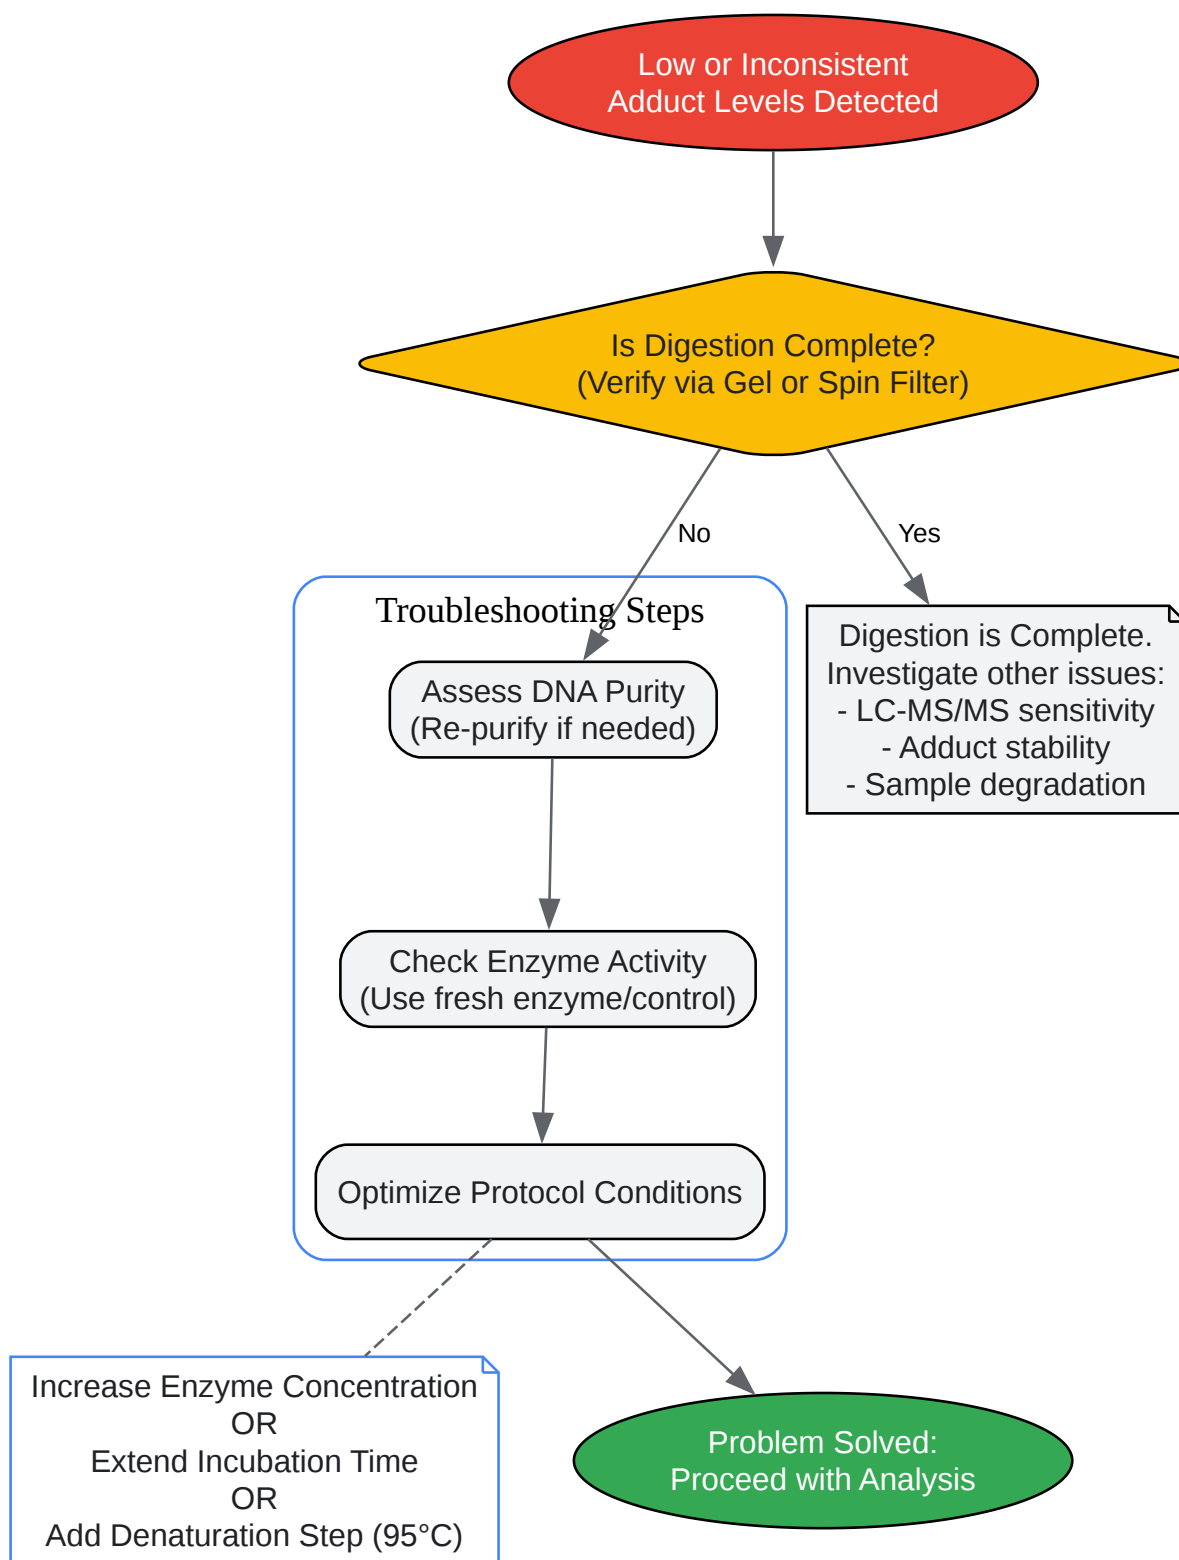 Low or Inconsistent
Adduct Levels Detected
Is Digestion Complete?
(Verify via Gel or Spin Filter)
No
Yes
Troubleshooting Steps
Assess DNA Purity
(Re-purify if needed)
Digestion is Complete.
Investigate other issues:
- LC-MS/MS sensitivity
- Adduct stability
- Sample degradation
Check Enzyme Activity
(Use fresh enzyme/control)
Optimize Protocol Conditions
Increase Enzyme Concentration
OR
Extend Incubation Time
OR
Add Denaturation Step (95°C)
Problem Solved:
Proceed with Analysis